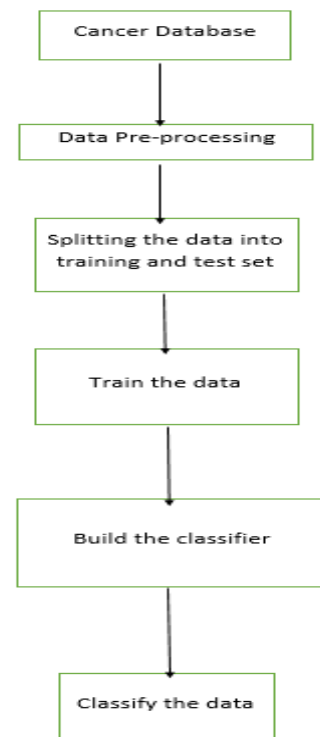 Cancer Database
Data Pre-processing
Splitting the data into
training and test set
Train the data
Build the classifier
Classify the data